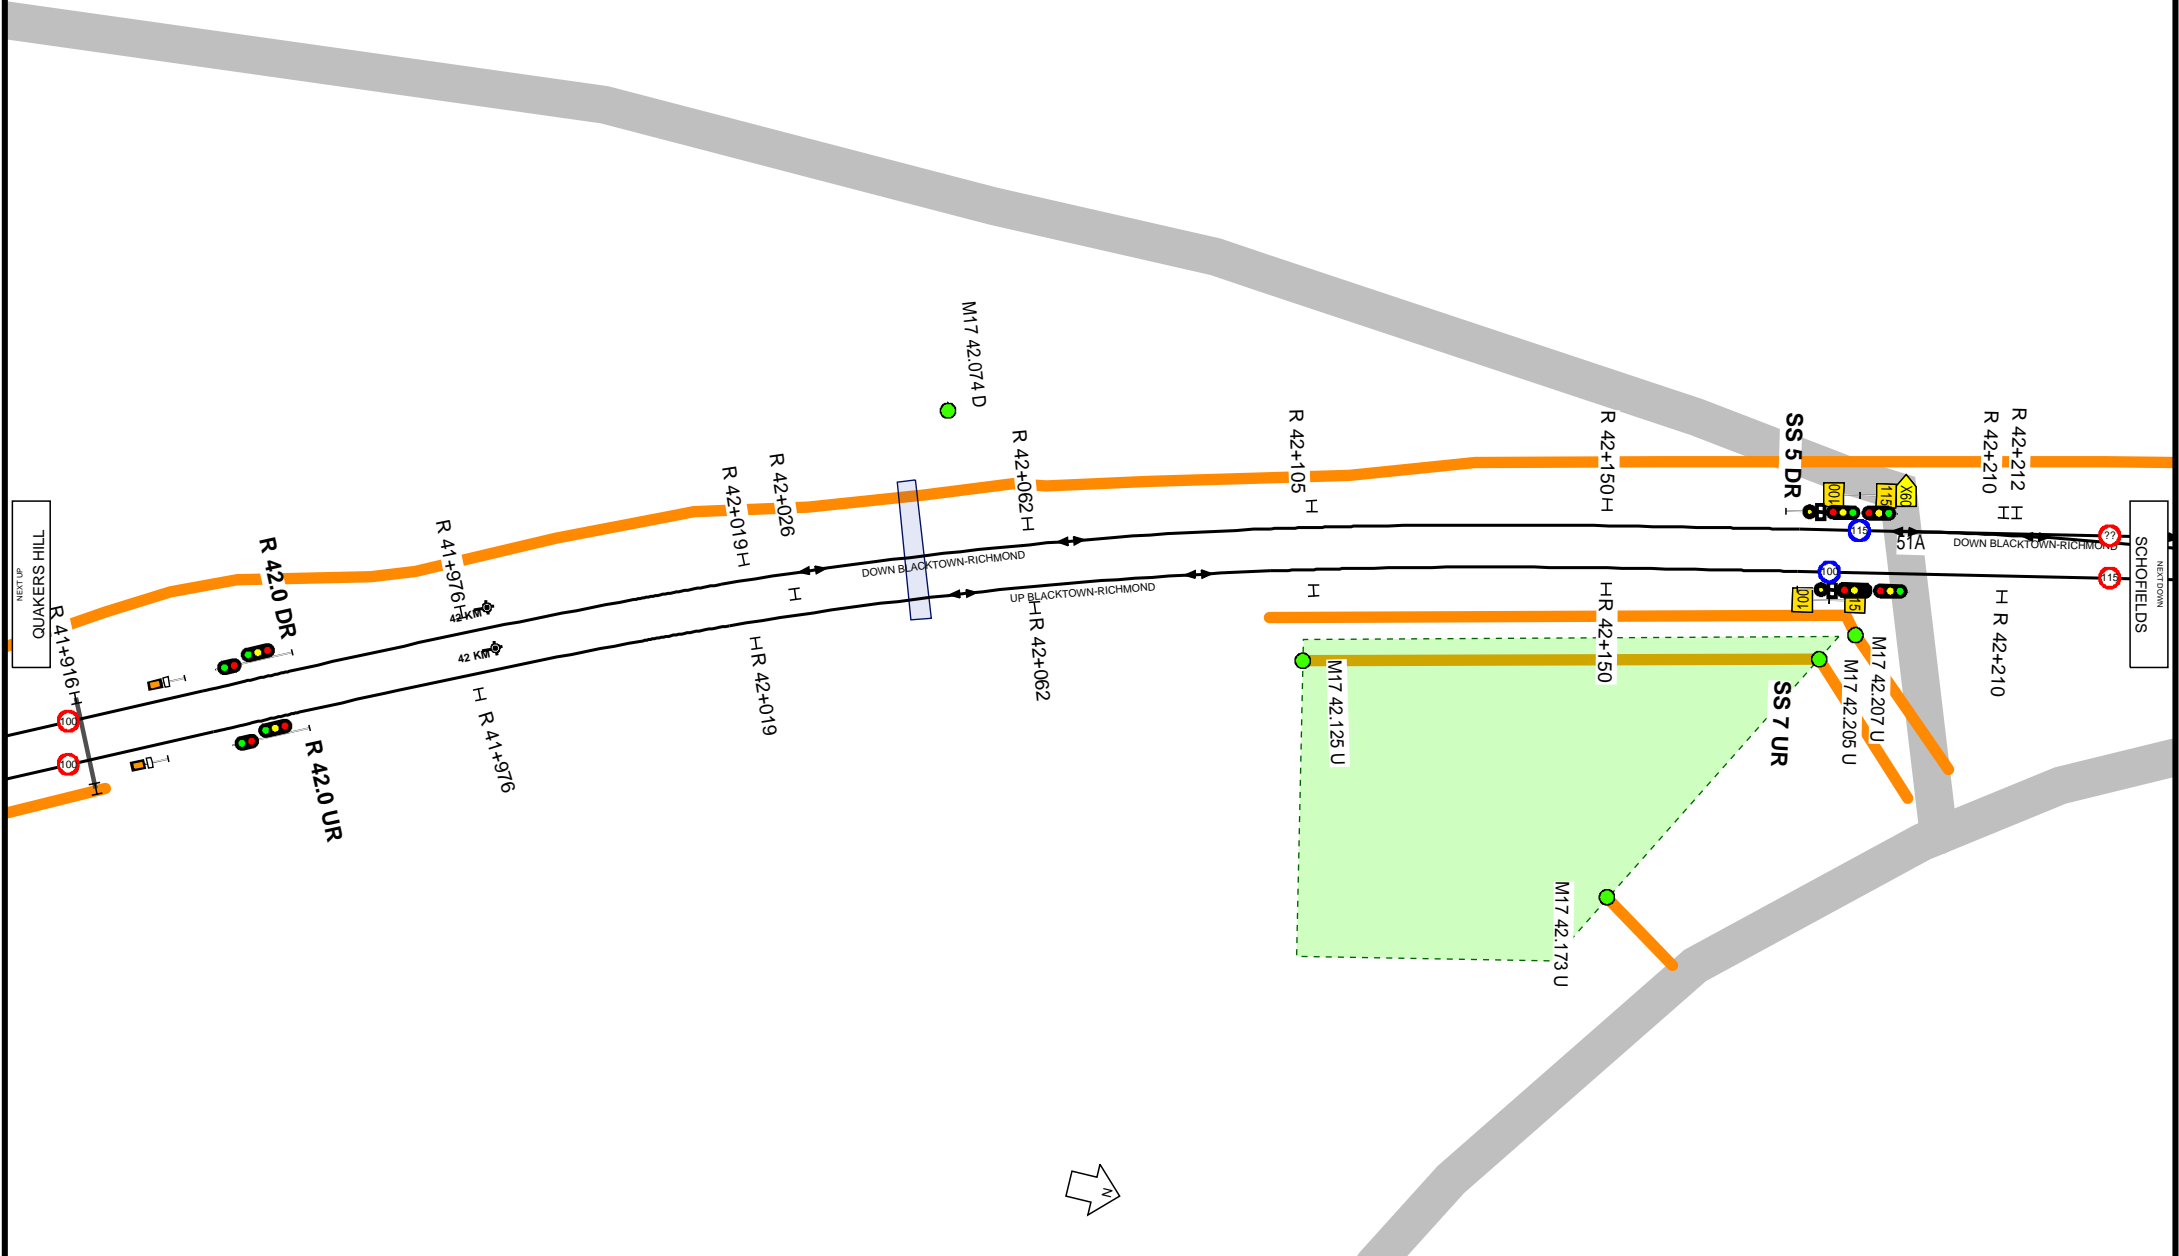 NEXT UP
QUAKERS HILL
R 41+916
R 42.0 DR
R 42.0 UR
100
100
R 41+976
42 KM
42 KM
R 41+976
R 42+019
R 42+026
R 42+019
M17 42.074 D
DOWN BLACKTOWN-RICHMOND
UP BLACKTOWN-RICHMOND
R 42+062
R 42+062
R 42+105
M17 42.125 U
R 42+150
R 42+150
M17 42.173 U
SS 5 DR
SS 7 UR
100
115
X60
115
100
100
15
51A
M17 42.205 U
M17 42.207 U
R 42+210
R 42+212
R 42+210
DOWN BLACKTOWN-RICHMOND
??
115
NEXT DOWN
SCHOFIELDS
N